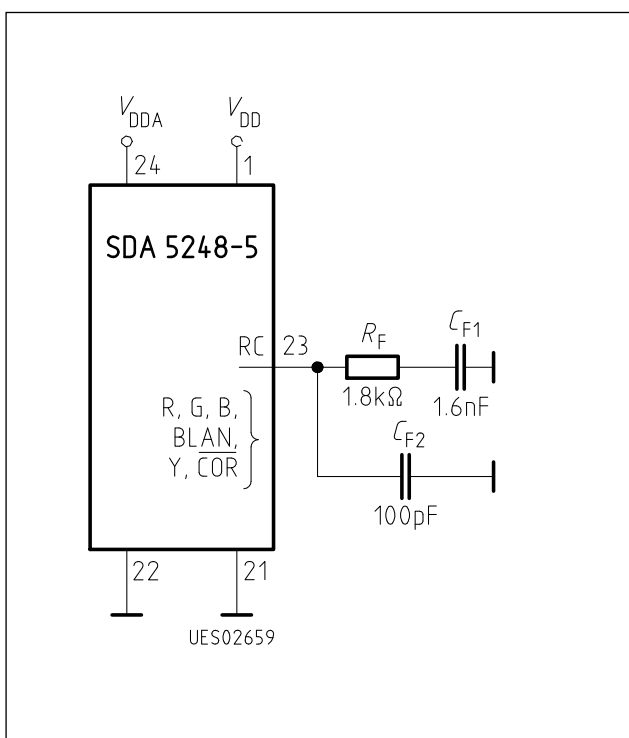 V_DDA V_DD
24 1
SDA 5248-5
RC 23
R_F
C_F1
1.8kΩ
1.6nF
R, G, B,
BLAN,
Y, C̅O̅R̅
C_F2
100pF
22 21
UES02659